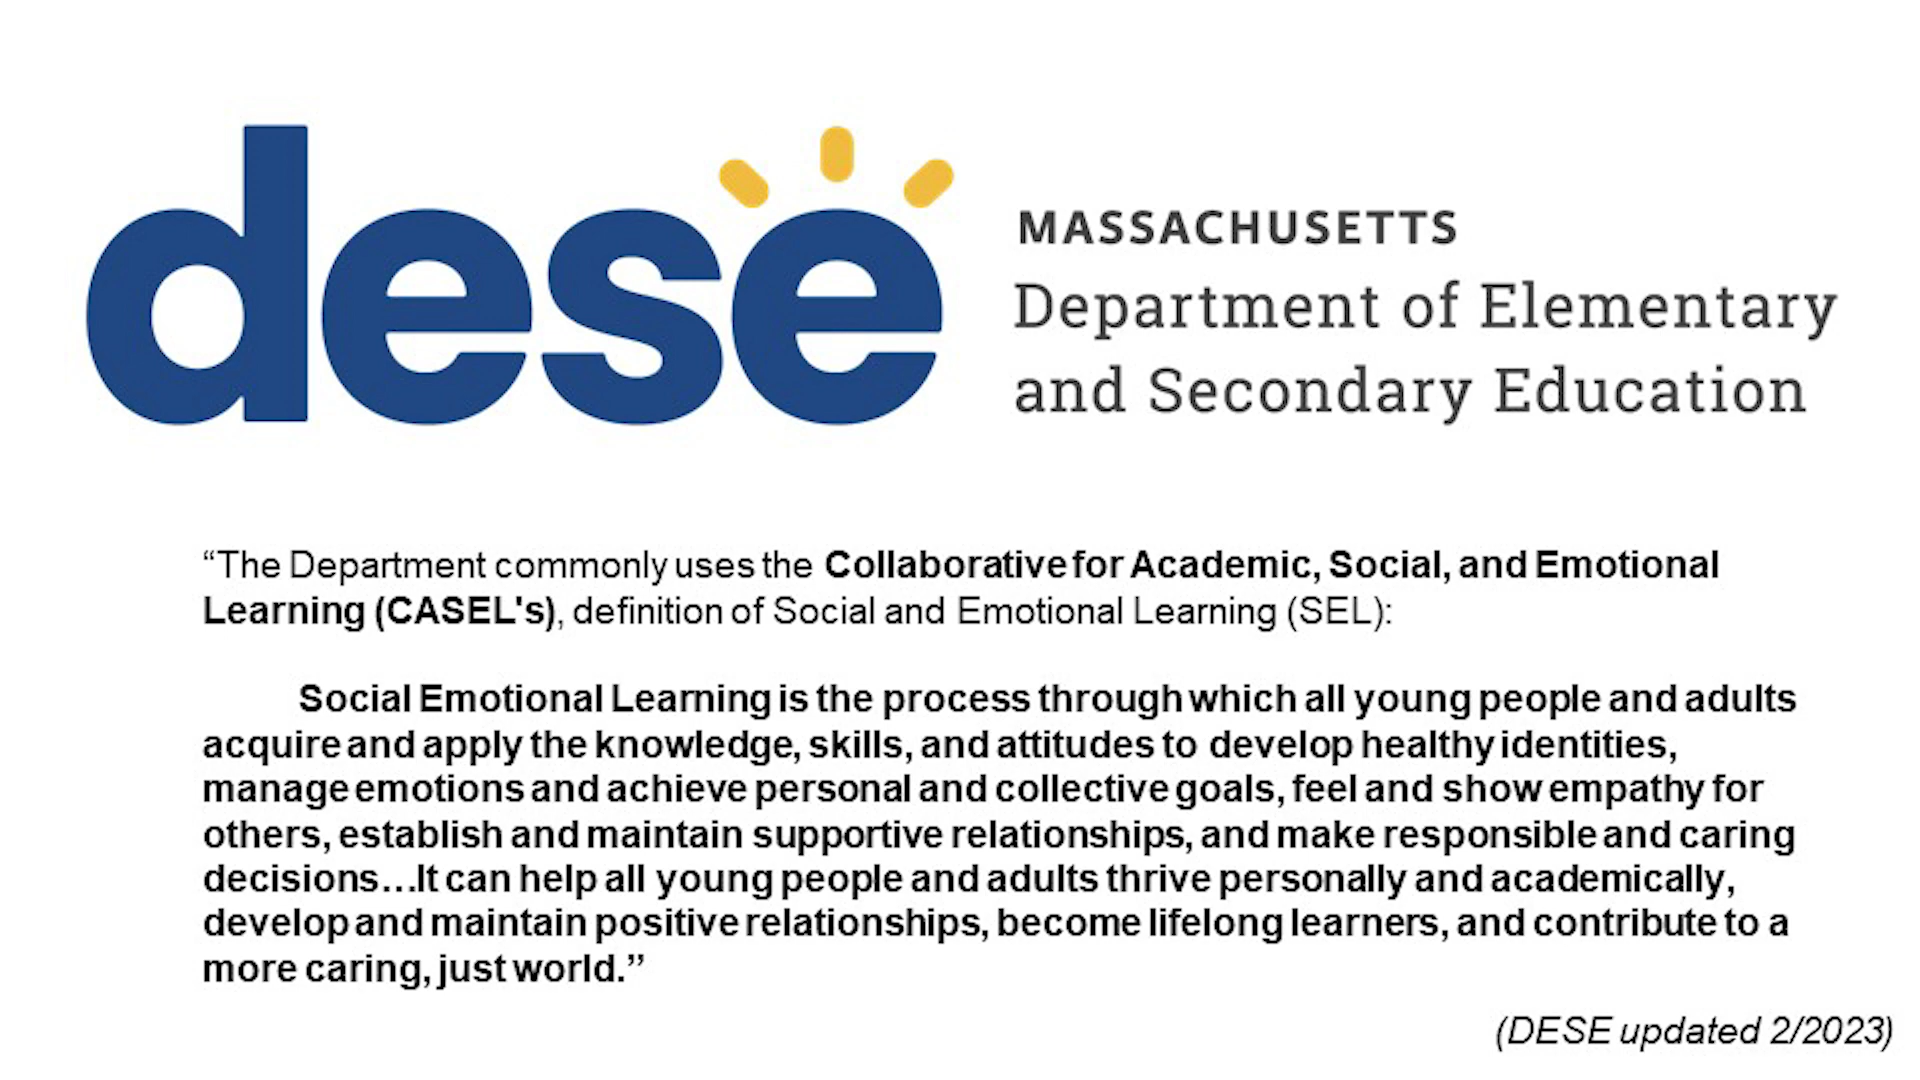 dese
MASSACHUSETTS
Department of Elementary
and Secondary Education
“The Department commonly uses the Collaborative for Academic, Social, and Emotional
Learning (CASEL's), definition of Social and Emotional Learning (SEL):
Social Emotional Learning is the process through which all young people and adults
acquire and apply the knowledge, skills, and attitudes to develop healthy identities,
manage emotions and achieve personal and collective goals, feel and show empathy for
others, establish and maintain supportive relationships, and make responsible and caring
decisions…It can help all young people and adults thrive personally and academically,
develop and maintain positive relationships, become lifelong learners, and contribute to a
more caring, just world.”
(DESE updated 2/2023)